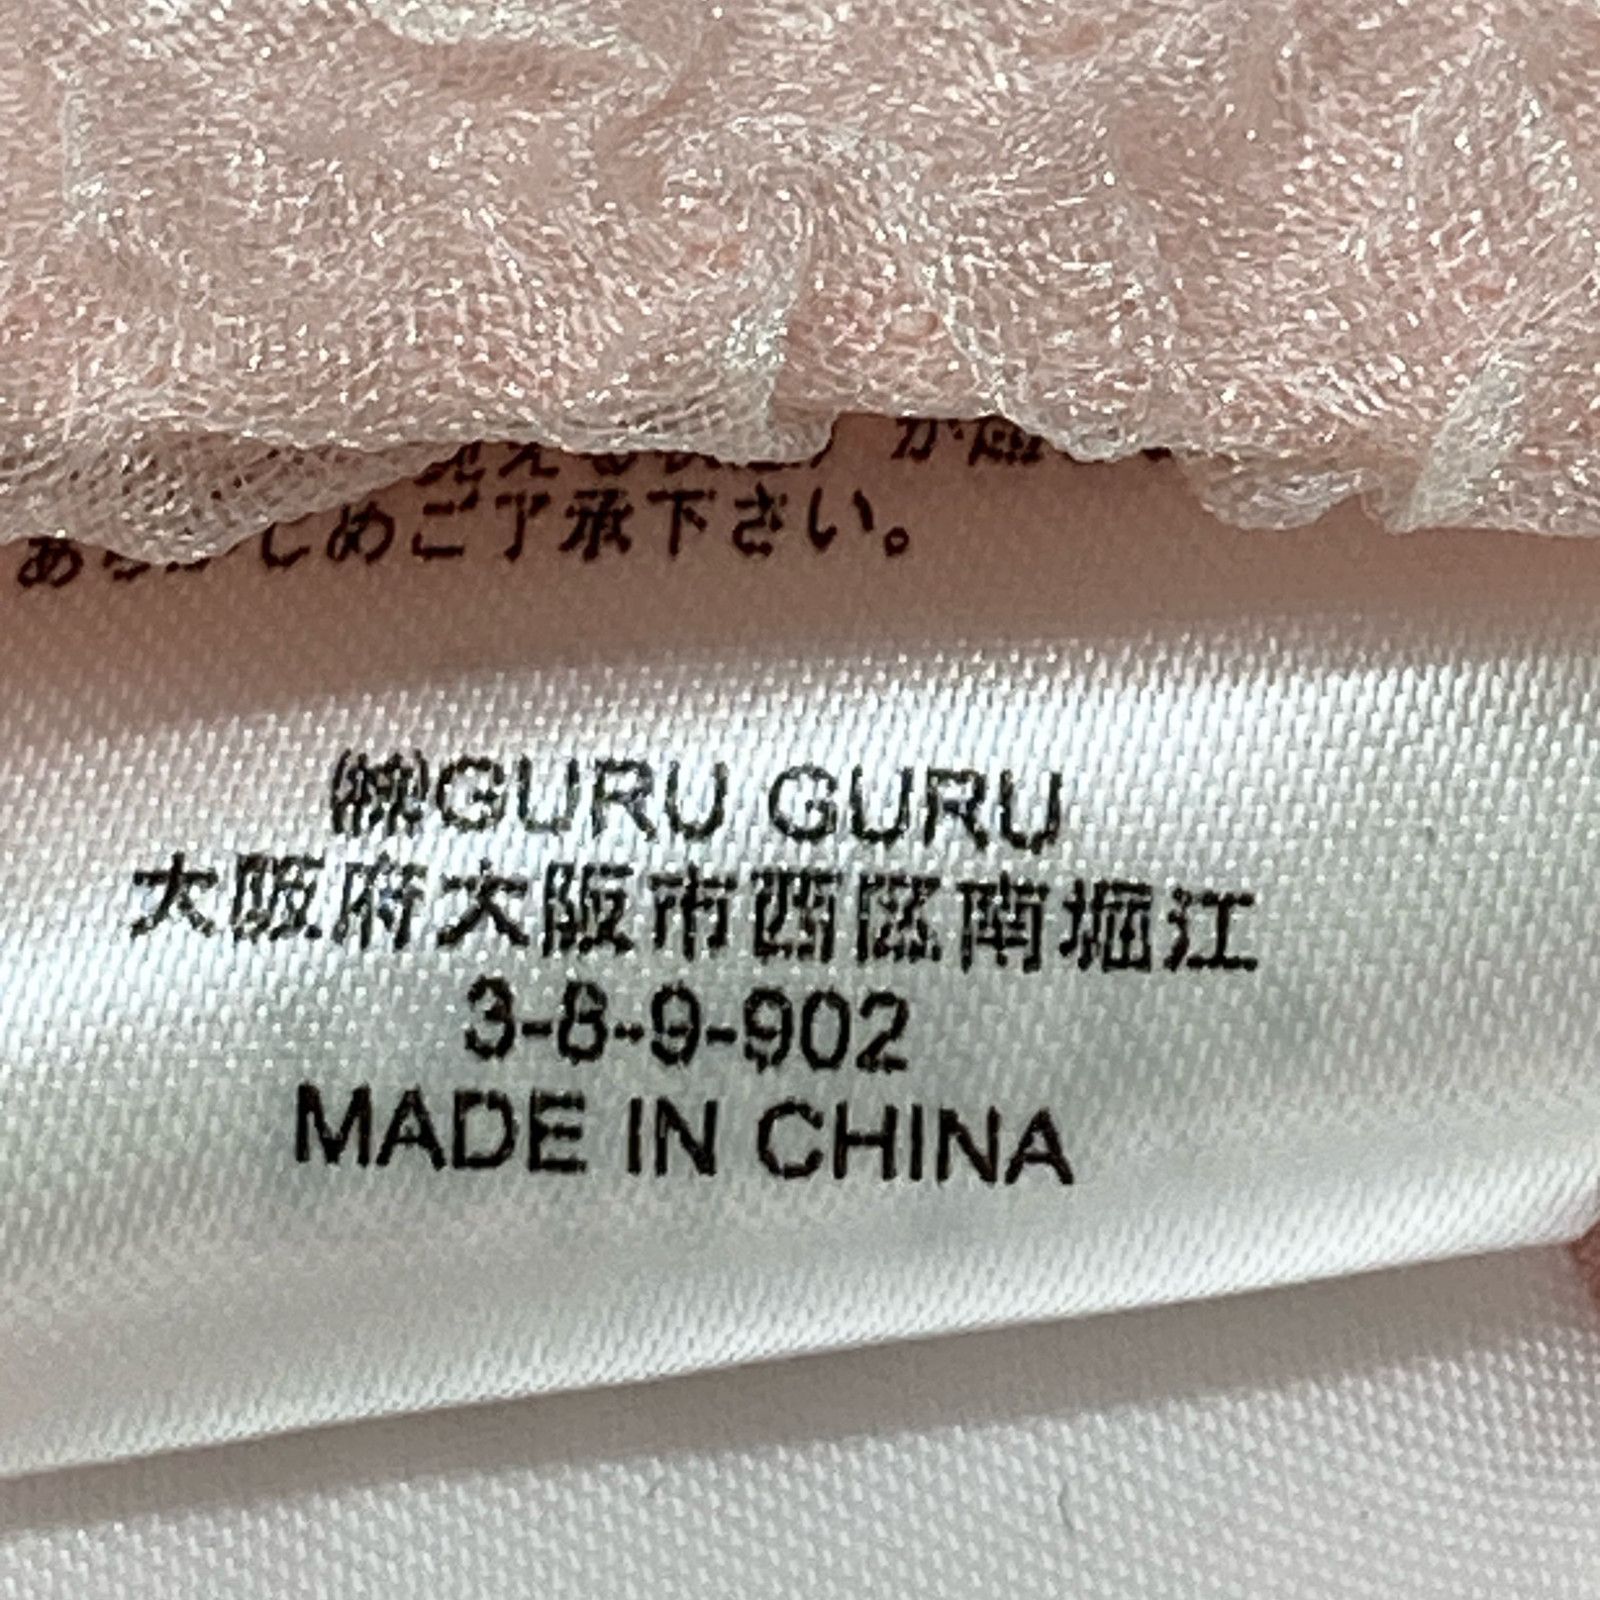 あらかじめご了承下さい。
㈱GURU GURU
大阪府大阪市西区南堀江
3-8-9-902
MADE IN CHINA